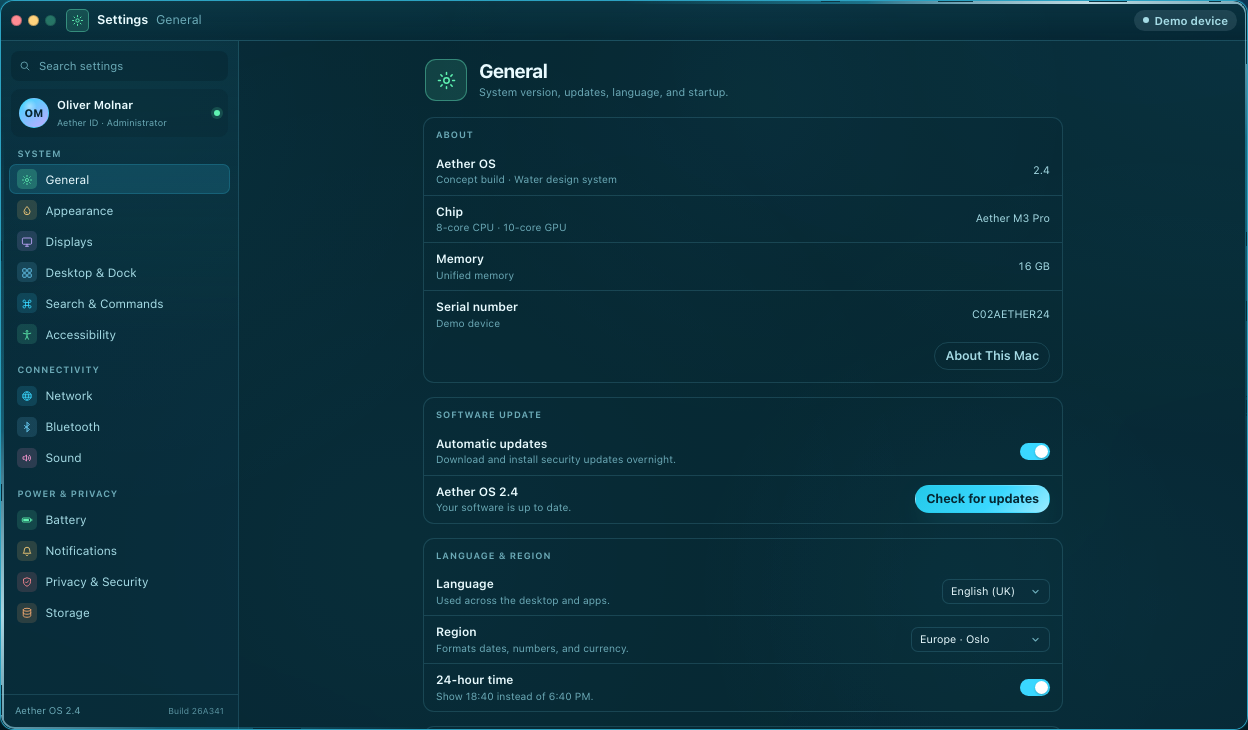 Settings General
Demo device
Search settings
OM
Oliver Molnar
Aether ID · Administrator
SYSTEM
General
Appearance
Displays
Desktop & Dock
Search & Commands
Accessibility
CONNECTIVITY
Network
Bluetooth
Sound
POWER & PRIVACY
Battery
Notifications
Privacy & Security
Storage
Aether OS 2.4
Build 26A341
General
System version, updates, language, and startup.
ABOUT
Aether OS
Concept build · Water design system
2.4
Chip
8-core CPU · 10-core GPU
Aether M3 Pro
Memory
Unified memory
16 GB
Serial number
Demo device
C02AETHER24
About This Mac
SOFTWARE UPDATE
Automatic updates
Download and install security updates overnight.
Aether OS 2.4
Your software is up to date.
Check for updates
LANGUAGE & REGION
Language
Used across the desktop and apps.
English (UK)
Region
Formats dates, numbers, and currency.
Europe · Oslo
24-hour time
Show 18:40 instead of 6:40 PM.